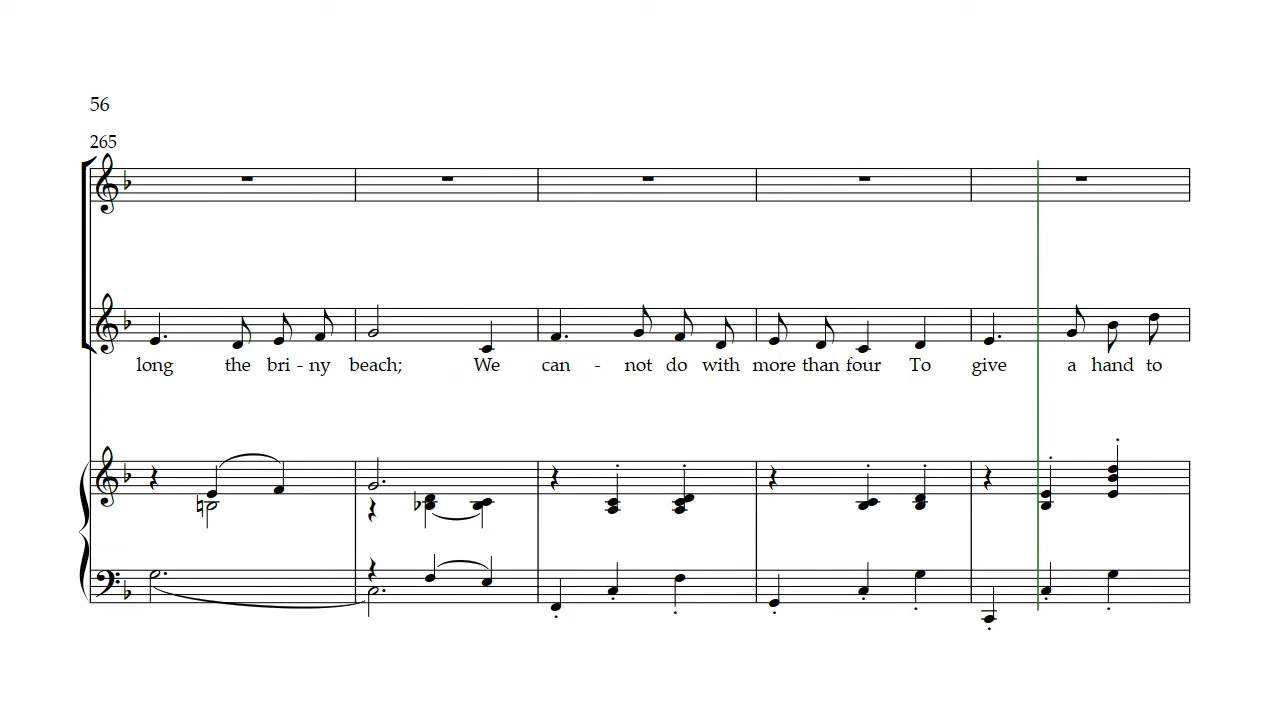 56
265
long the bri - ny beach; We can - not do with more than four To give a hand to